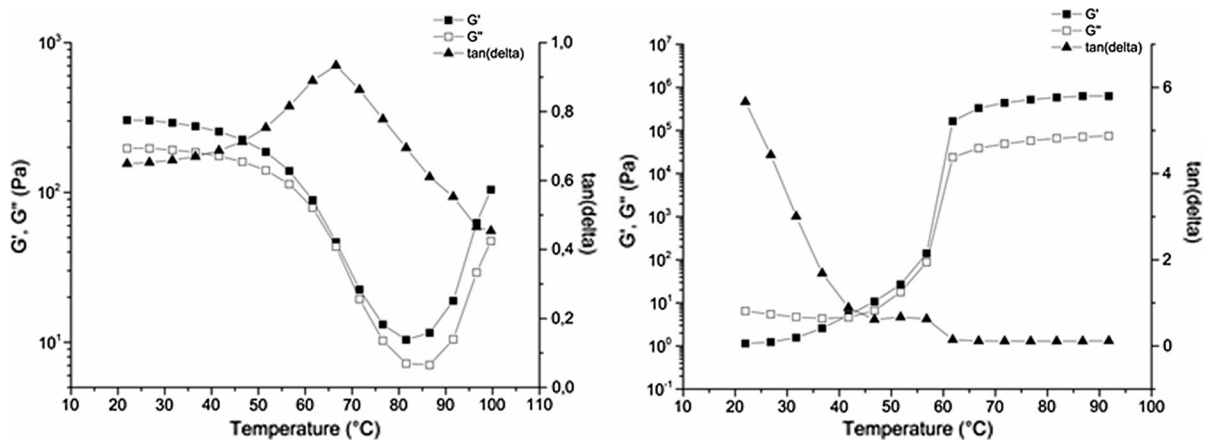 G'
G"
tan(delta)
10³
10²
10¹
G', G" (Pa)
1,0
0,8
0,6
0,4
0,2
0,0
tan(delta)
10 20 30 40 50 60 70 80 90 100 110
Temperature (°C)
G'
G"
tan(delta)
10⁷
10⁶
10⁵
10⁴
10³
10²
10¹
10⁰
10⁻¹
G', G" (Pa)
6
4
2
0
tan(delta)
10 20 30 40 50 60 70 80 90 100
Temperature (°C)